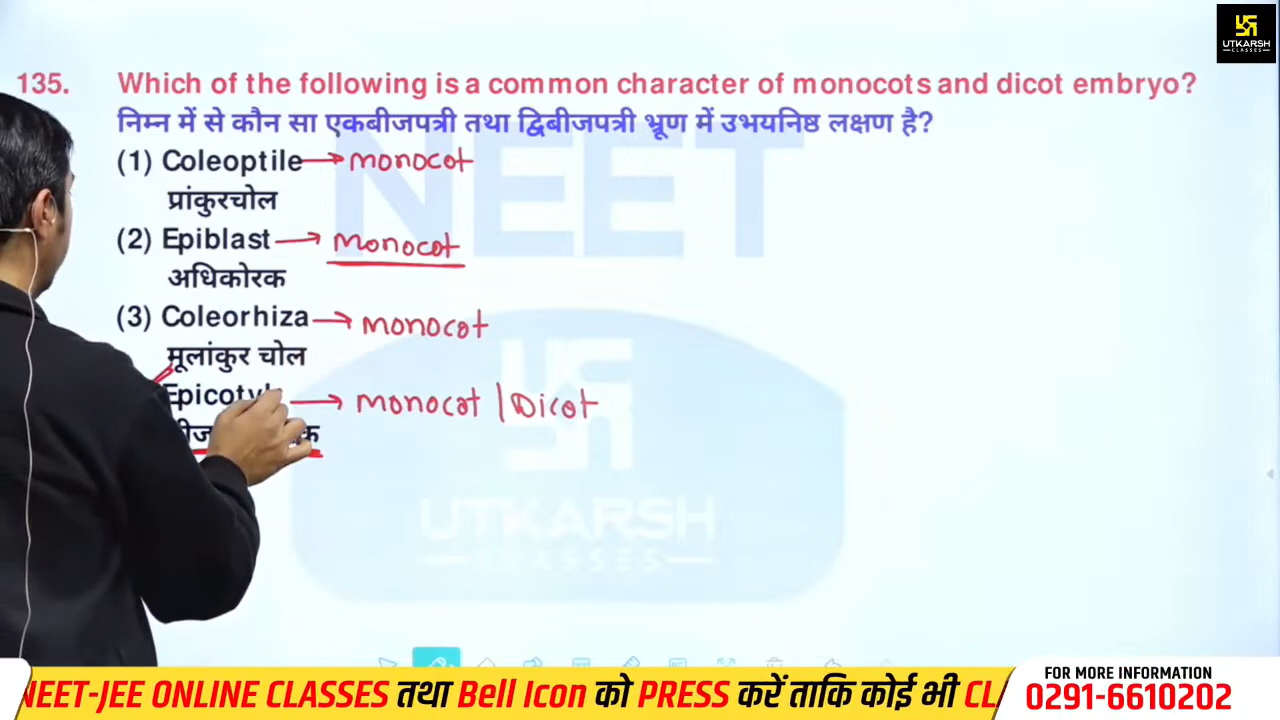 UTKARSH
CLASSES
135. Which of the following is a common character of monocots and dicot embryo?
निम्न में से कौन सा एकबीजपत्री तथा द्विबीजपत्री भ्रूण में उभयनिष्ठ लक्षण है?
(1) Coleoptile → monocot
प्रांकुरचोल
(2) Epiblast → monocot
अधिकोरक
(3) Coleorhiza → monocot
मूलांकुर चोल
→ monocot | Dicot
NEET
UTKARSH
CLASSES
NEET-JEE ONLINE CLASSES तथा Bell Icon को PRESS करें ताकि कोई भी
FOR MORE INFORMATION
0291-6610202